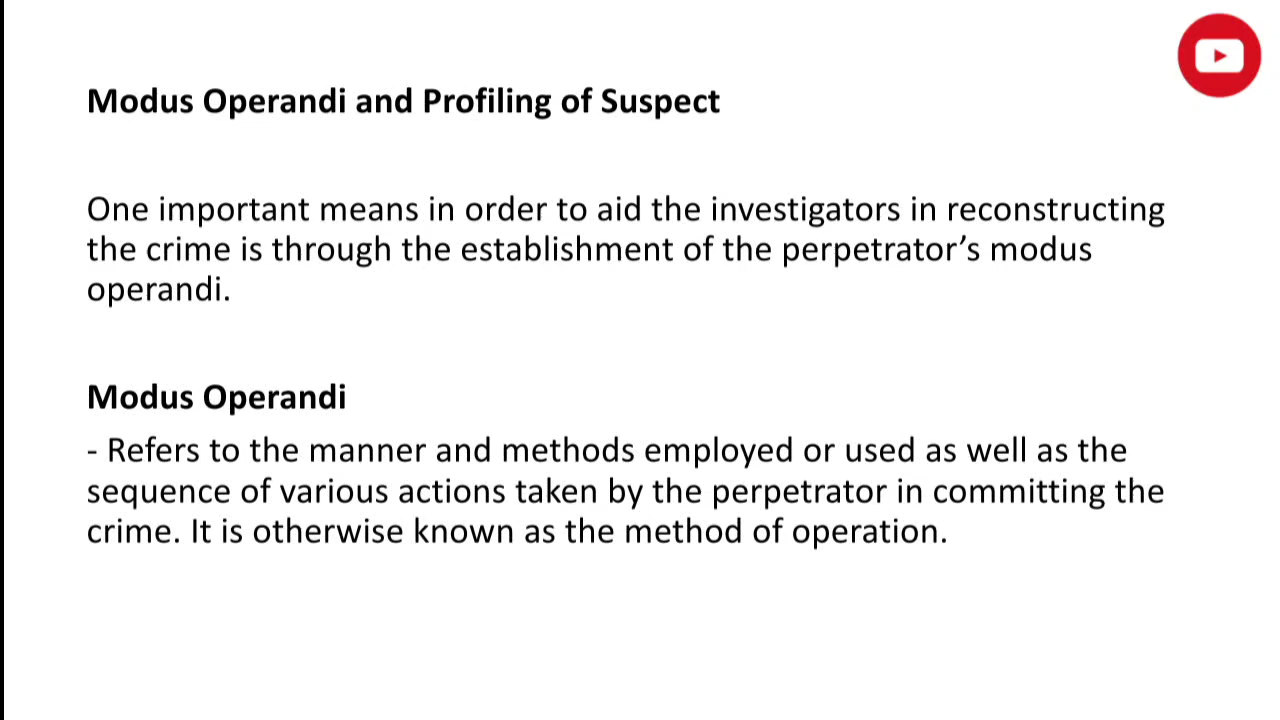 Modus Operandi and Profiling of Suspect
One important means in order to aid the investigators in reconstructing
the crime is through the establishment of the perpetrator’s modus
operandi.
Modus Operandi
- Refers to the manner and methods employed or used as well as the
sequence of various actions taken by the perpetrator in committing the
crime. It is otherwise known as the method of operation.